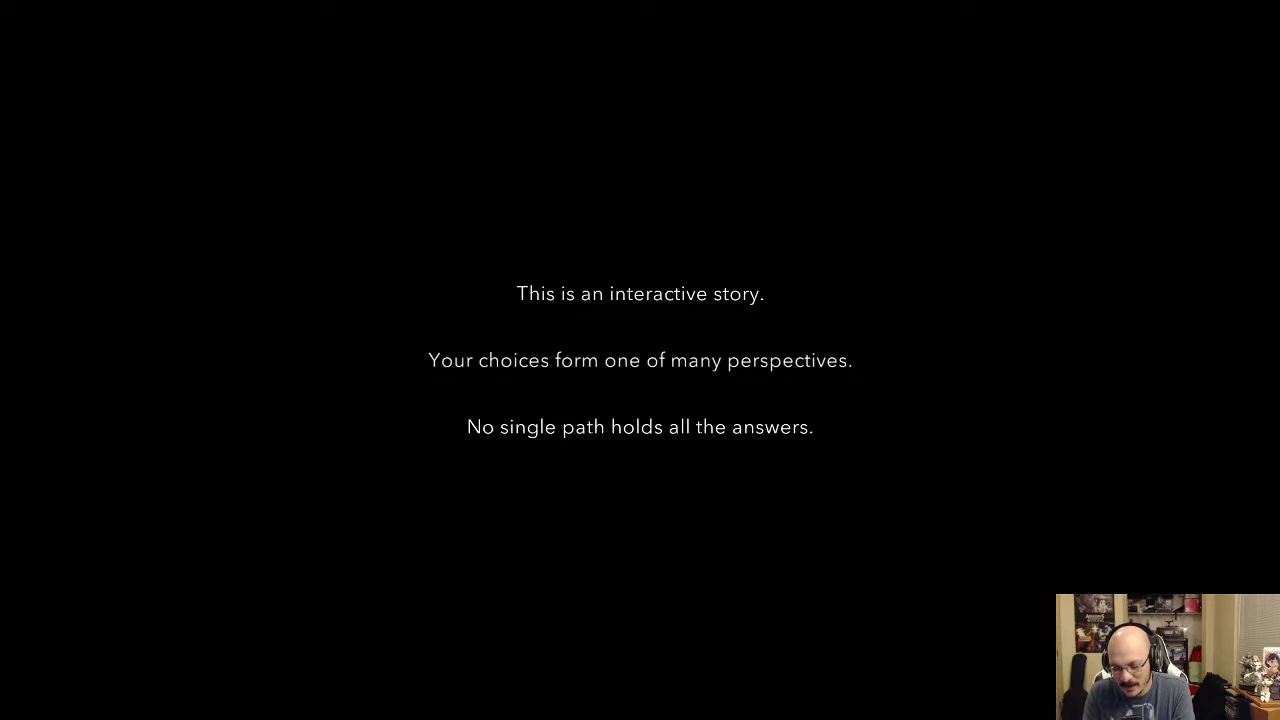 This is an interactive story.
Your choices form one of many perspectives.
No single path holds all the answers.